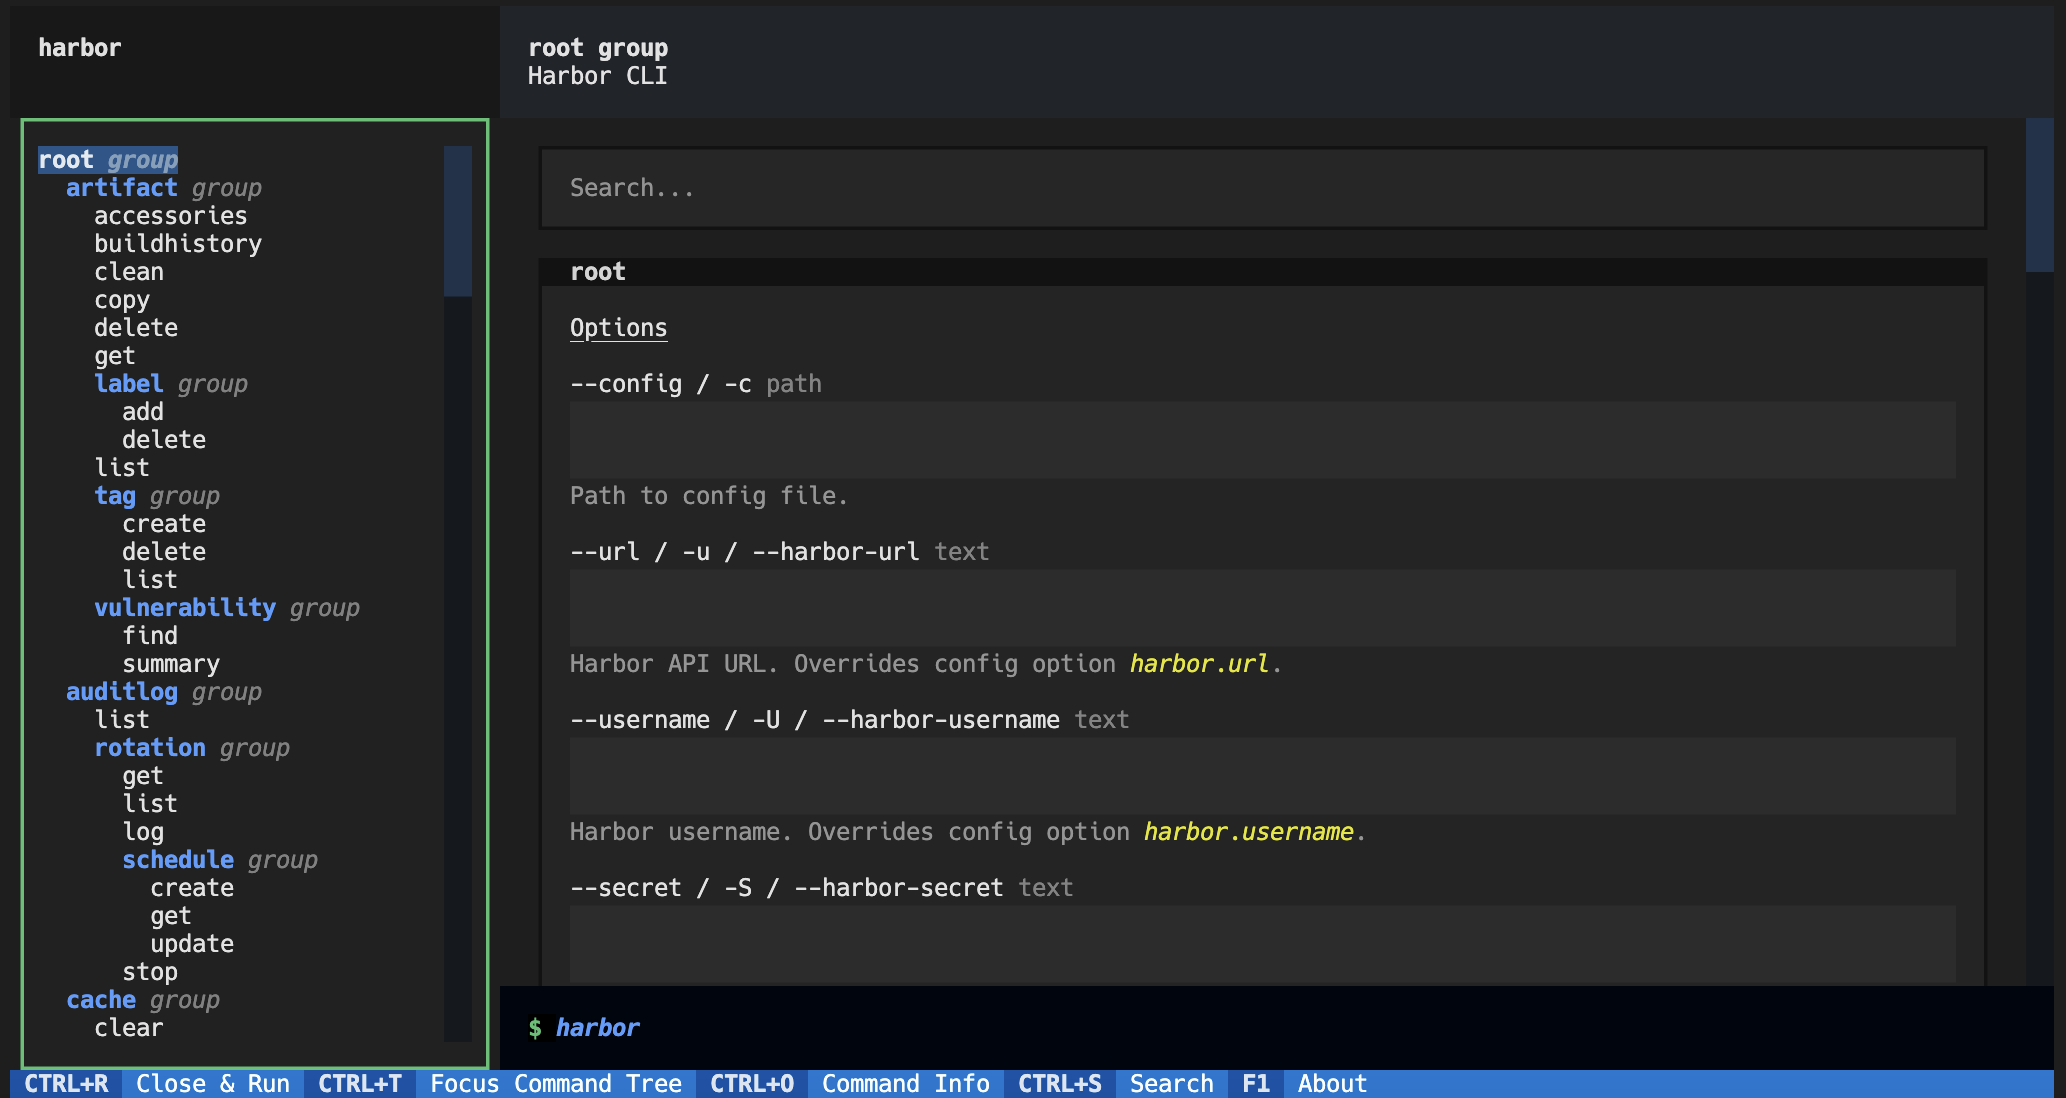 harbor
root group
Harbor CLI
root group
artifact group
accessories
buildhistory
clean
copy
delete
get
label group
add
delete
list
tag group
create
delete
list
vulnerability group
find
summary
auditlog group
list
rotation group
get
list
log
schedule group
create
get
update
stop
cache group
clear
Search...
root
Options
--config / -c path
Path to config file.
--url / -u / --harbor-url text
Harbor API URL. Overrides config option harbor.url.
--username / -U / --harbor-username text
Harbor username. Overrides config option harbor.username.
--secret / -S / --harbor-secret text
$ harbor
CTRL+R Close & Run CTRL+T Focus Command Tree CTRL+O Command Info CTRL+S Search F1 About